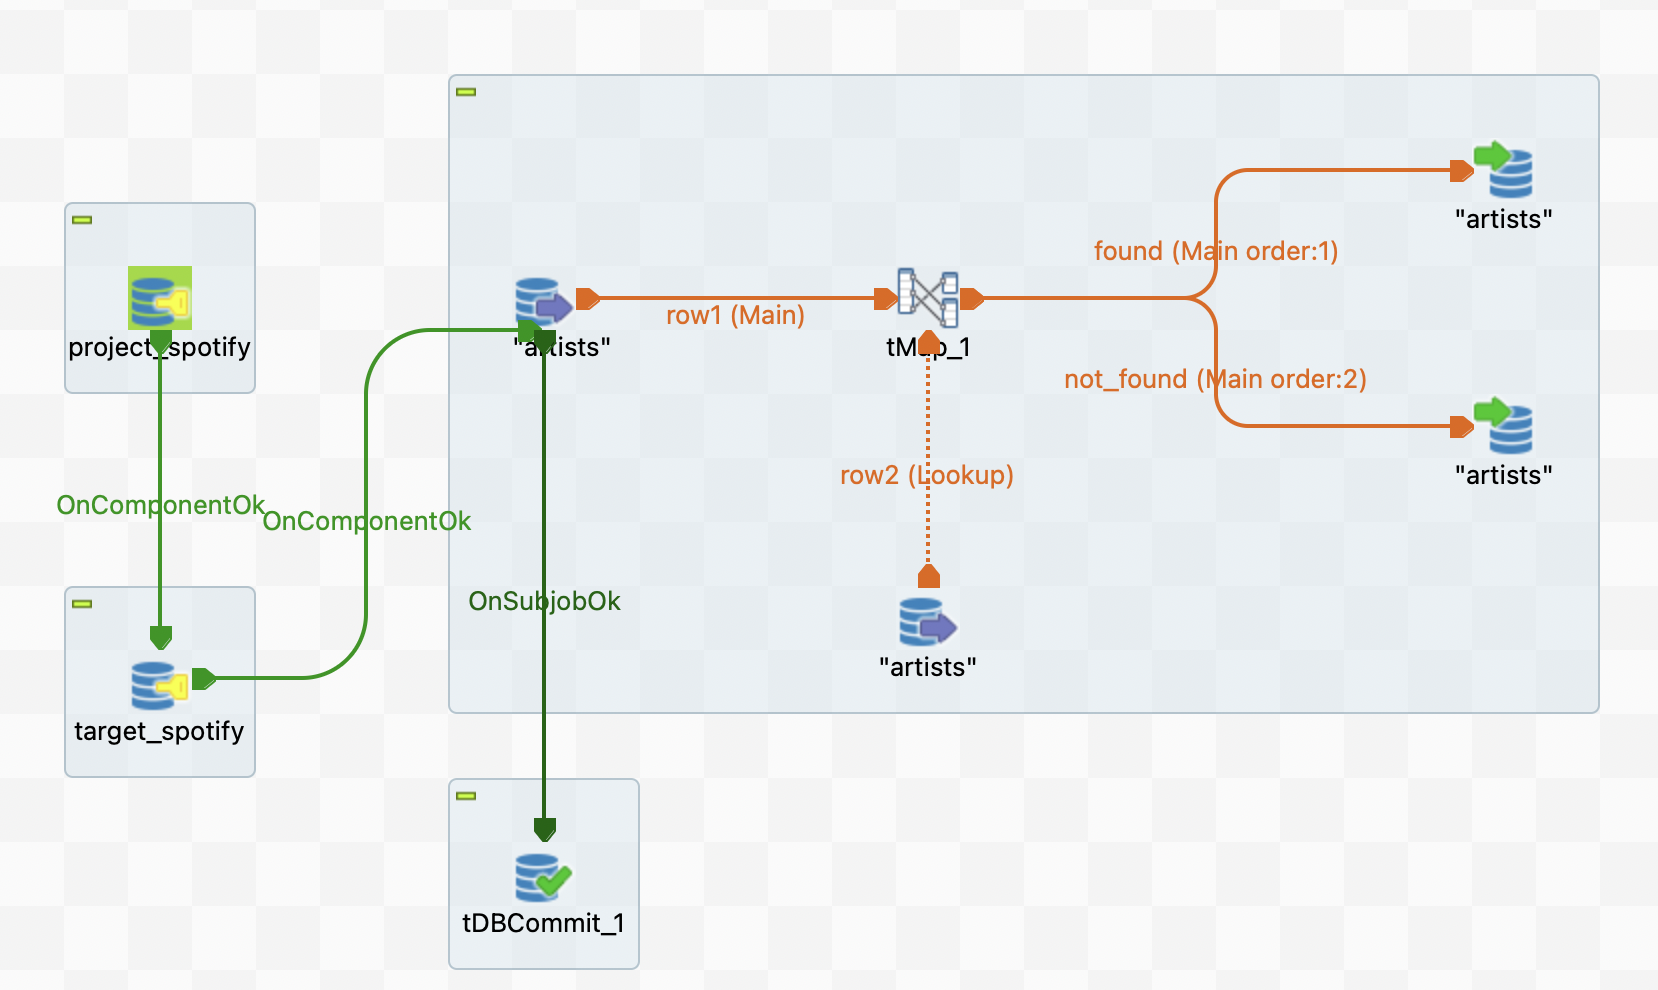 "artists"
found (Main order:1)
project_spotify
"artists"
row1 (Main)
tMap_1
not_found (Main order:2)
"artists"
OnComponentOk
OnComponentOk
row2 (Lookup)
OnSubjobOk
"artists"
target_spotify
tDBCommit_1